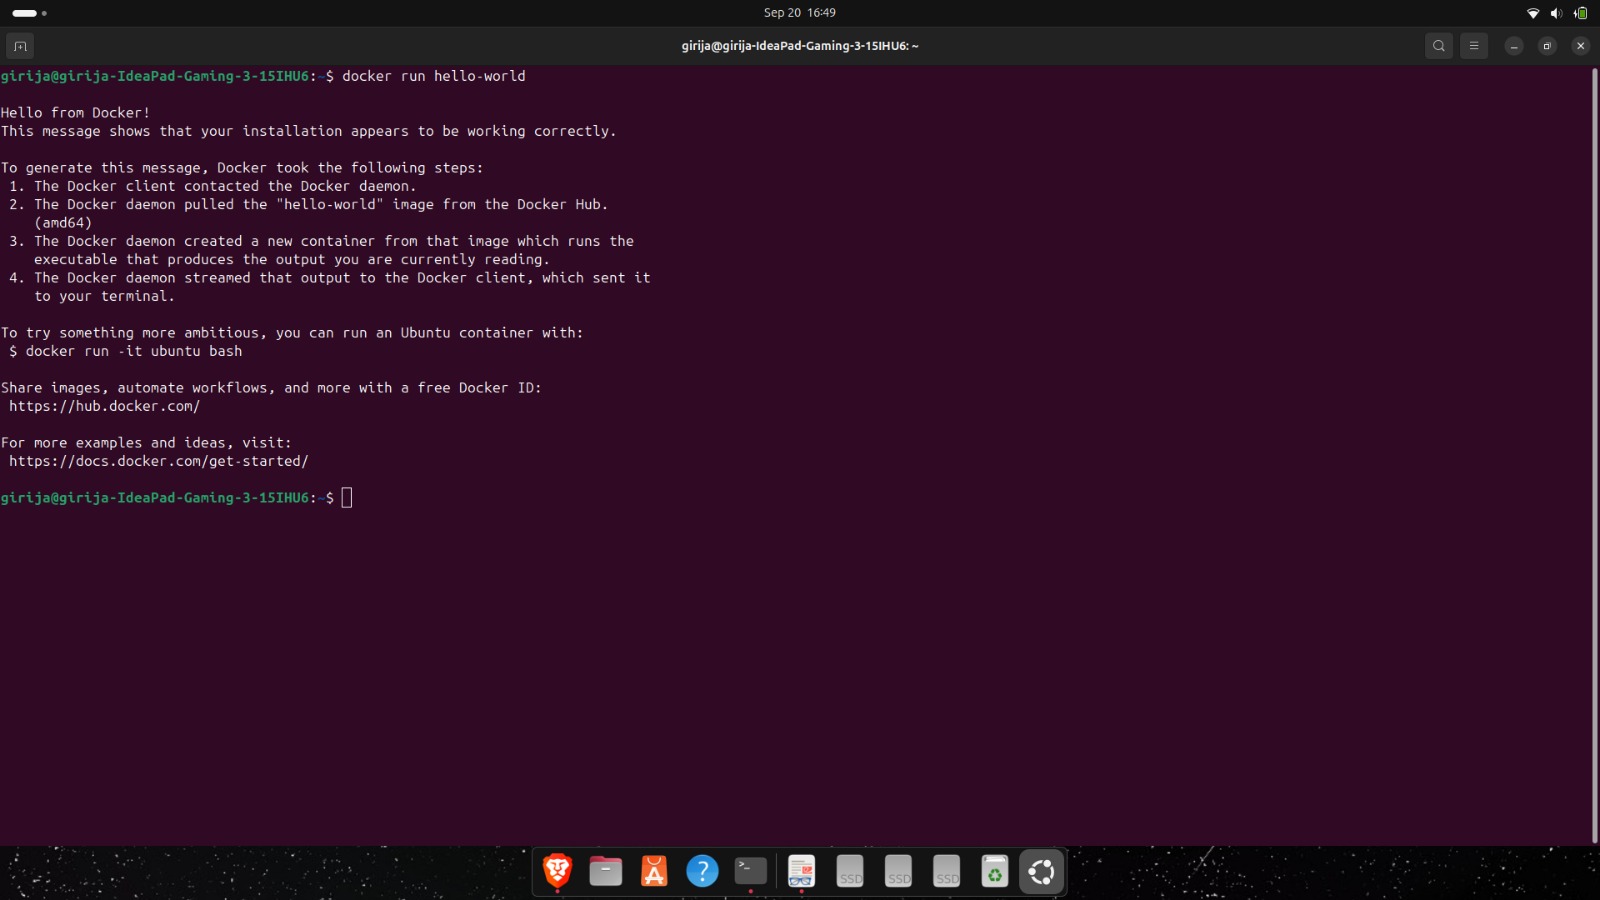 Sep 20 16:49
girija@girija-IdeaPad-Gaming-3-15IHU6: ~
girija@girija-IdeaPad-Gaming-3-15IHU6:~$ docker run hello-world
Hello from Docker!
This message shows that your installation appears to be working correctly.
To generate this message, Docker took the following steps:
1. The Docker client contacted the Docker daemon.
2. The Docker daemon pulled the "hello-world" image from the Docker Hub.
(amd64)
3. The Docker daemon created a new container from that image which runs the
executable that produces the output you are currently reading.
4. The Docker daemon streamed that output to the Docker client, which sent it
to your terminal.
To try something more ambitious, you can run an Ubuntu container with:
$ docker run -it ubuntu bash
Share images, automate workflows, and more with a free Docker ID:
https://hub.docker.com/
For more examples and ideas, visit:
https://docs.docker.com/get-started/
girija@girija-IdeaPad-Gaming-3-15IHU6:~$
SSD
SSD
SSD